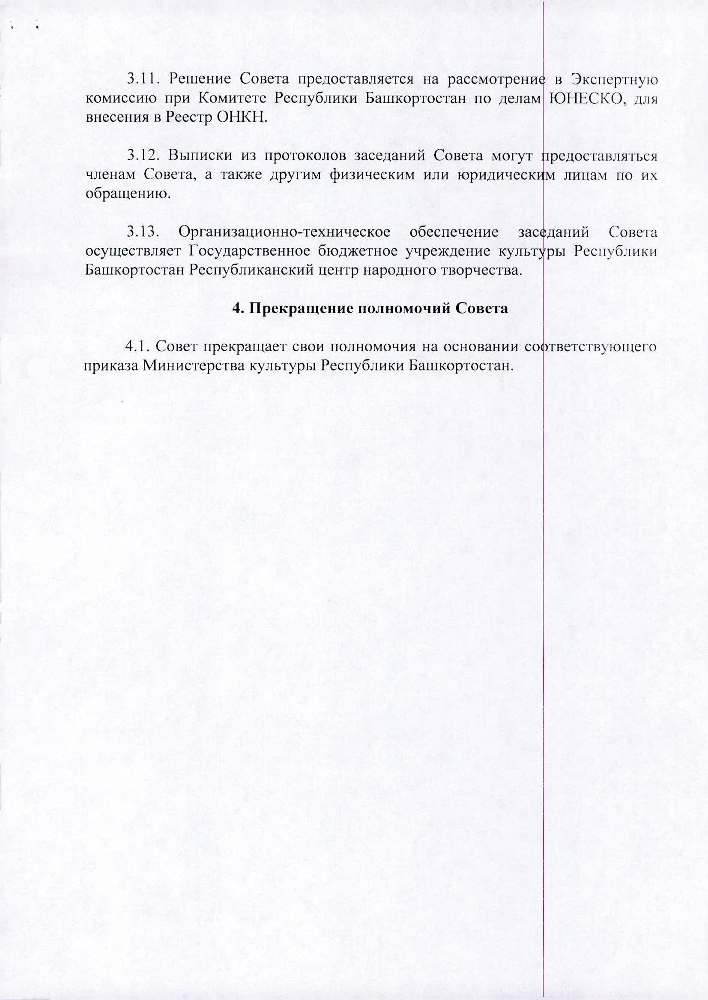 3.11. Решение Совета предоставляется на рассмотрение в Экспертную
комиссию при Комитете Республики Башкортостан по делам ЮНЕСКО, для
внесения в Реестр ОНКН.
3.12. Выписки из протоколов заседаний Совета могут предоставляться
членам Совета, а также другим физическим или юридическим лицам по их
обращению.
3.13. Организационно-техническое обеспечение заседаний Совета
осуществляет Государственное бюджетное учреждение культуры Республики
Башкортостан Республиканский центр народного творчества.
4. Прекращение полномочий Совета
4.1. Совет прекращает свои полномочия на основании соответствующего
приказа Министерства культуры Республики Башкортостан.